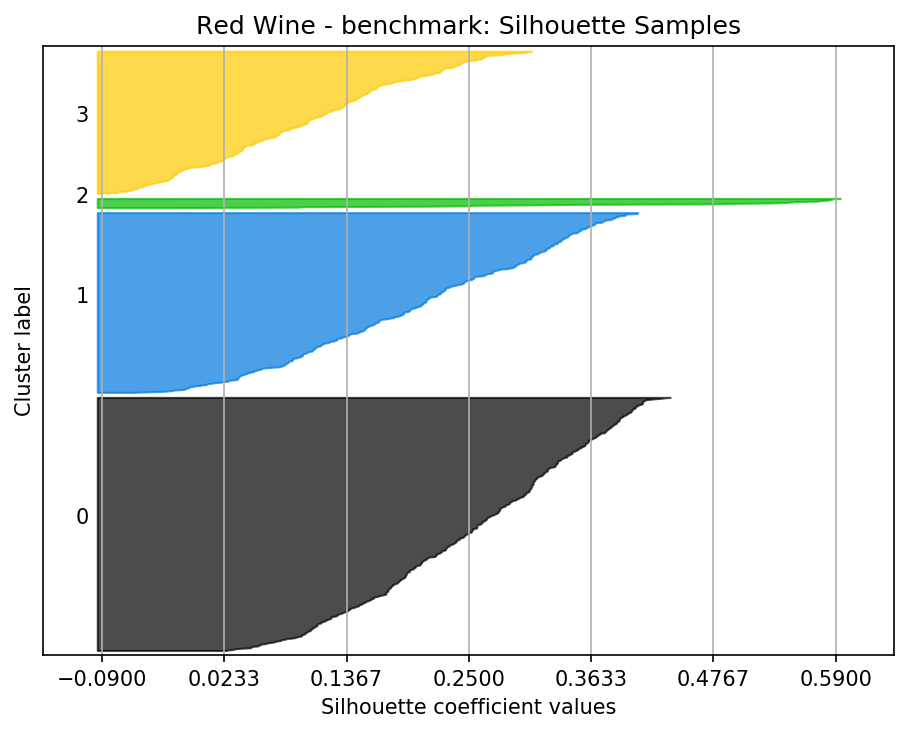 Red Wine - benchmark: Silhouette Samples
3
2
1
0
Cluster label
−0.0900 0.0233 0.1367 0.2500 0.3633 0.4767 0.5900
Silhouette coefficient values